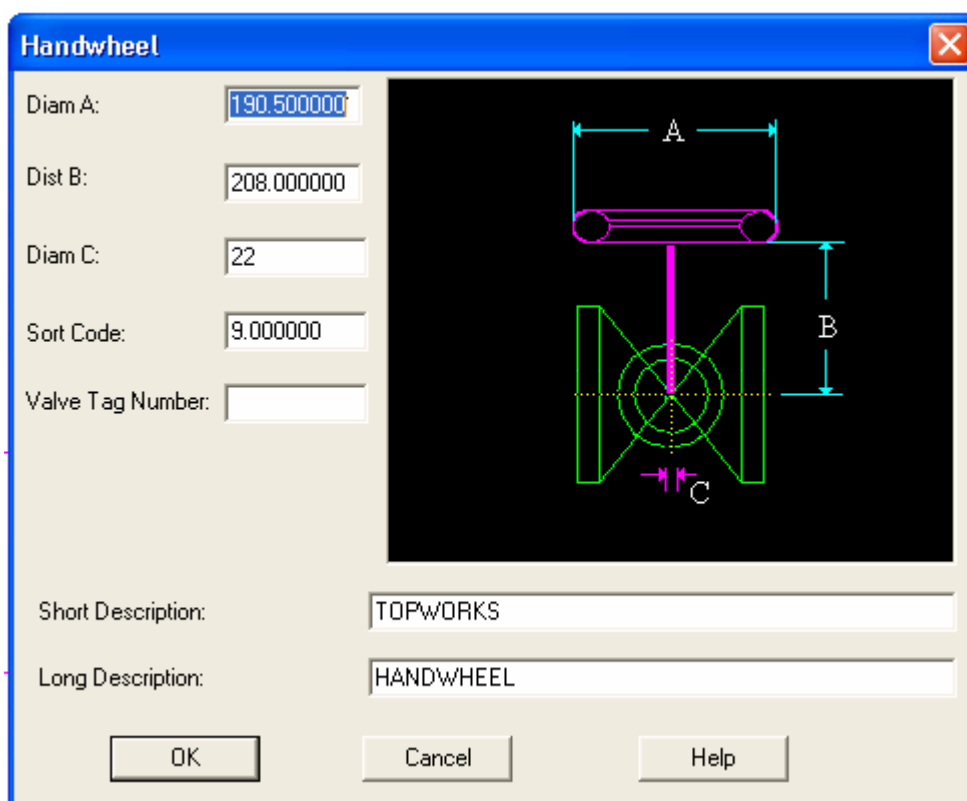 Handwheel
Diam A: 190.500000
Dist B: 208.000000
Diam C: 22
Sort Code: 9.000000
Valve Tag Number:
A
B
C
Short Description: TOPWORKS
Long Description: HANDWHEEL
OK Cancel Help